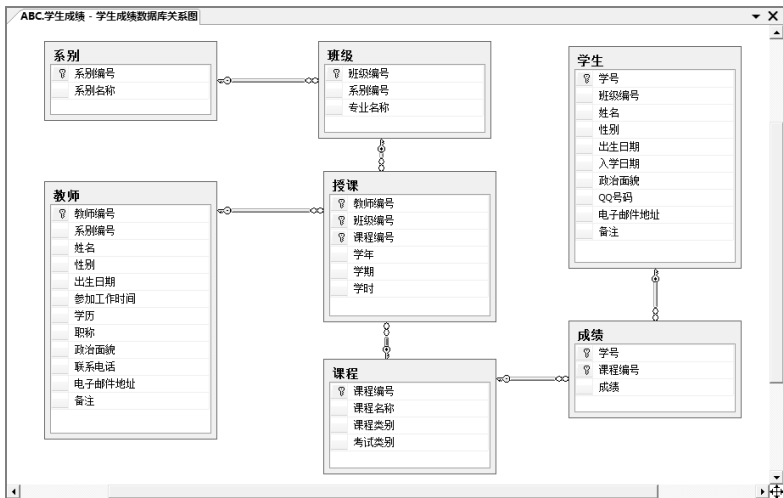 ABC.学生成绩 - 学生成绩数据库关系图
系别
系别编号
系别名称
班级
班级编号
系别编号
专业名称
学生
学号
班级编号
姓名
性别
出生日期
入学日期
政治面貌
QQ号码
电子邮件地址
备注
教师
教师编号
系别编号
姓名
性别
出生日期
参加工作时间
学历
职称
政治面貌
联系电话
电子邮件地址
备注
授课
教师编号
班级编号
课程编号
学年
学期
学时
课程
课程编号
课程名称
课程类别
考试类别
成绩
学号
课程编号
成绩